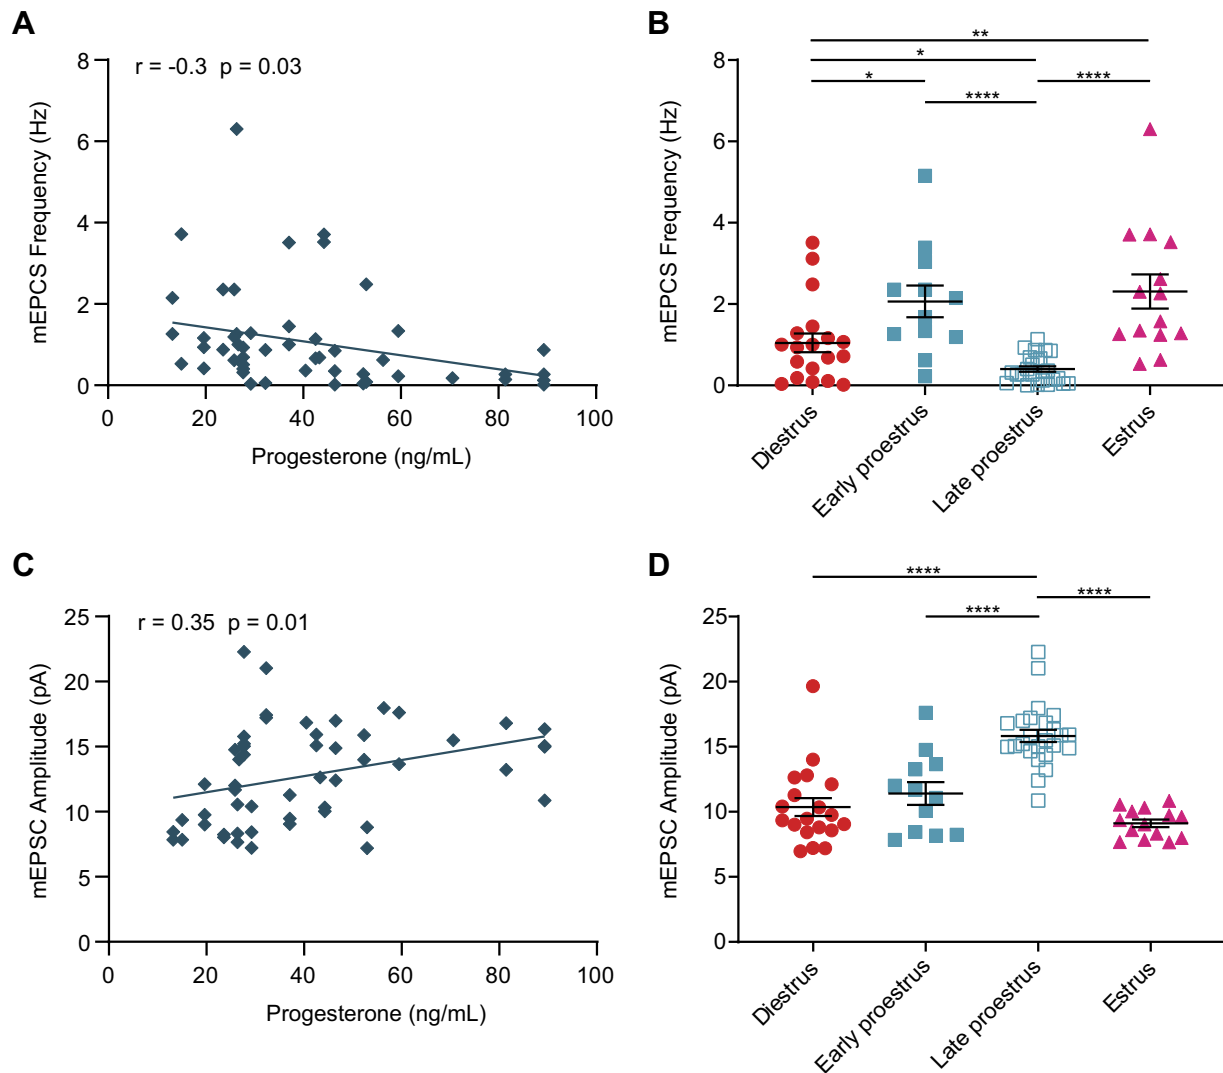 A
r = -0.3 p = 0.03
mEPCS Frequency (Hz)
8
6
4
2
0
0 20 40 60 80 100
Progesterone (ng/mL)
B
**
*
* ****
****
mEPCS Frequency (Hz)
8
6
4
2
0
Diestrus
Early proestrus
Late proestrus
Estrus
C
r = 0.35 p = 0.01
mEPSC Amplitude (pA)
25
20
15
10
5
0
0 20 40 60 80 100
Progesterone (ng/mL)
D
****
****
****
mEPSC Amplitude (pA)
25
20
15
10
5
0
Diestrus
Early proestrus
Late proestrus
Estrus